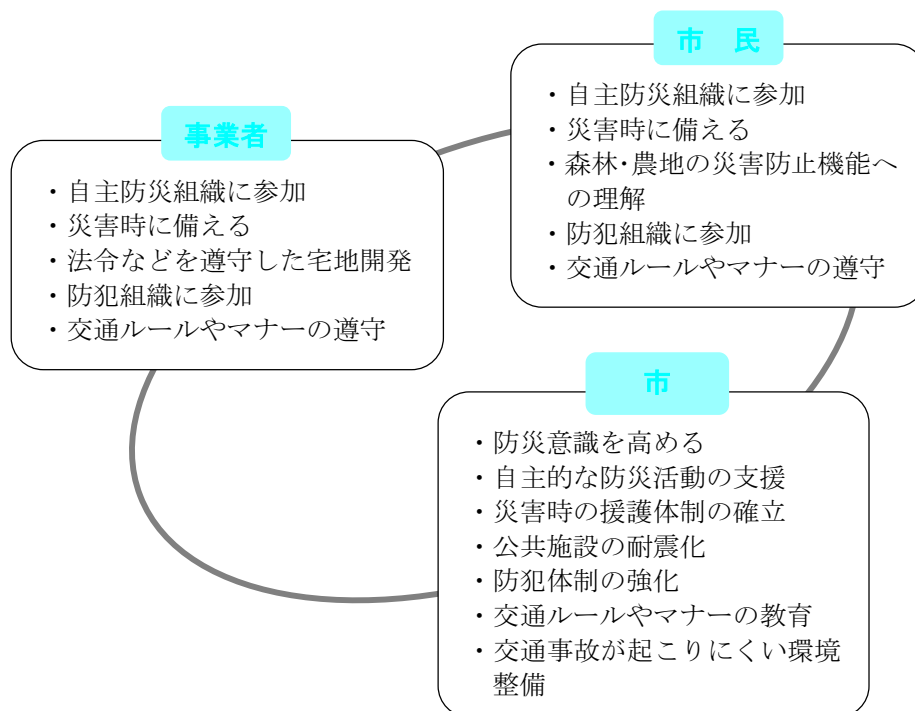 市　民
・自主防災組織に参加
・災害時に備える
・森林・農地の災害防止機能へ
の理解
・防犯組織に参加
・交通ルールやマナーの遵守
事業者
・自主防災組織に参加
・災害時に備える
・法令などを遵守した宅地開発
・防犯組織に参加
・交通ルールやマナーの遵守
市
・防災意識を高める
・自主的な防災活動の支援
・災害時の援護体制の確立
・公共施設の耐震化
・防犯体制の強化
・交通ルールやマナーの教育
・交通事故が起こりにくい環境
整備